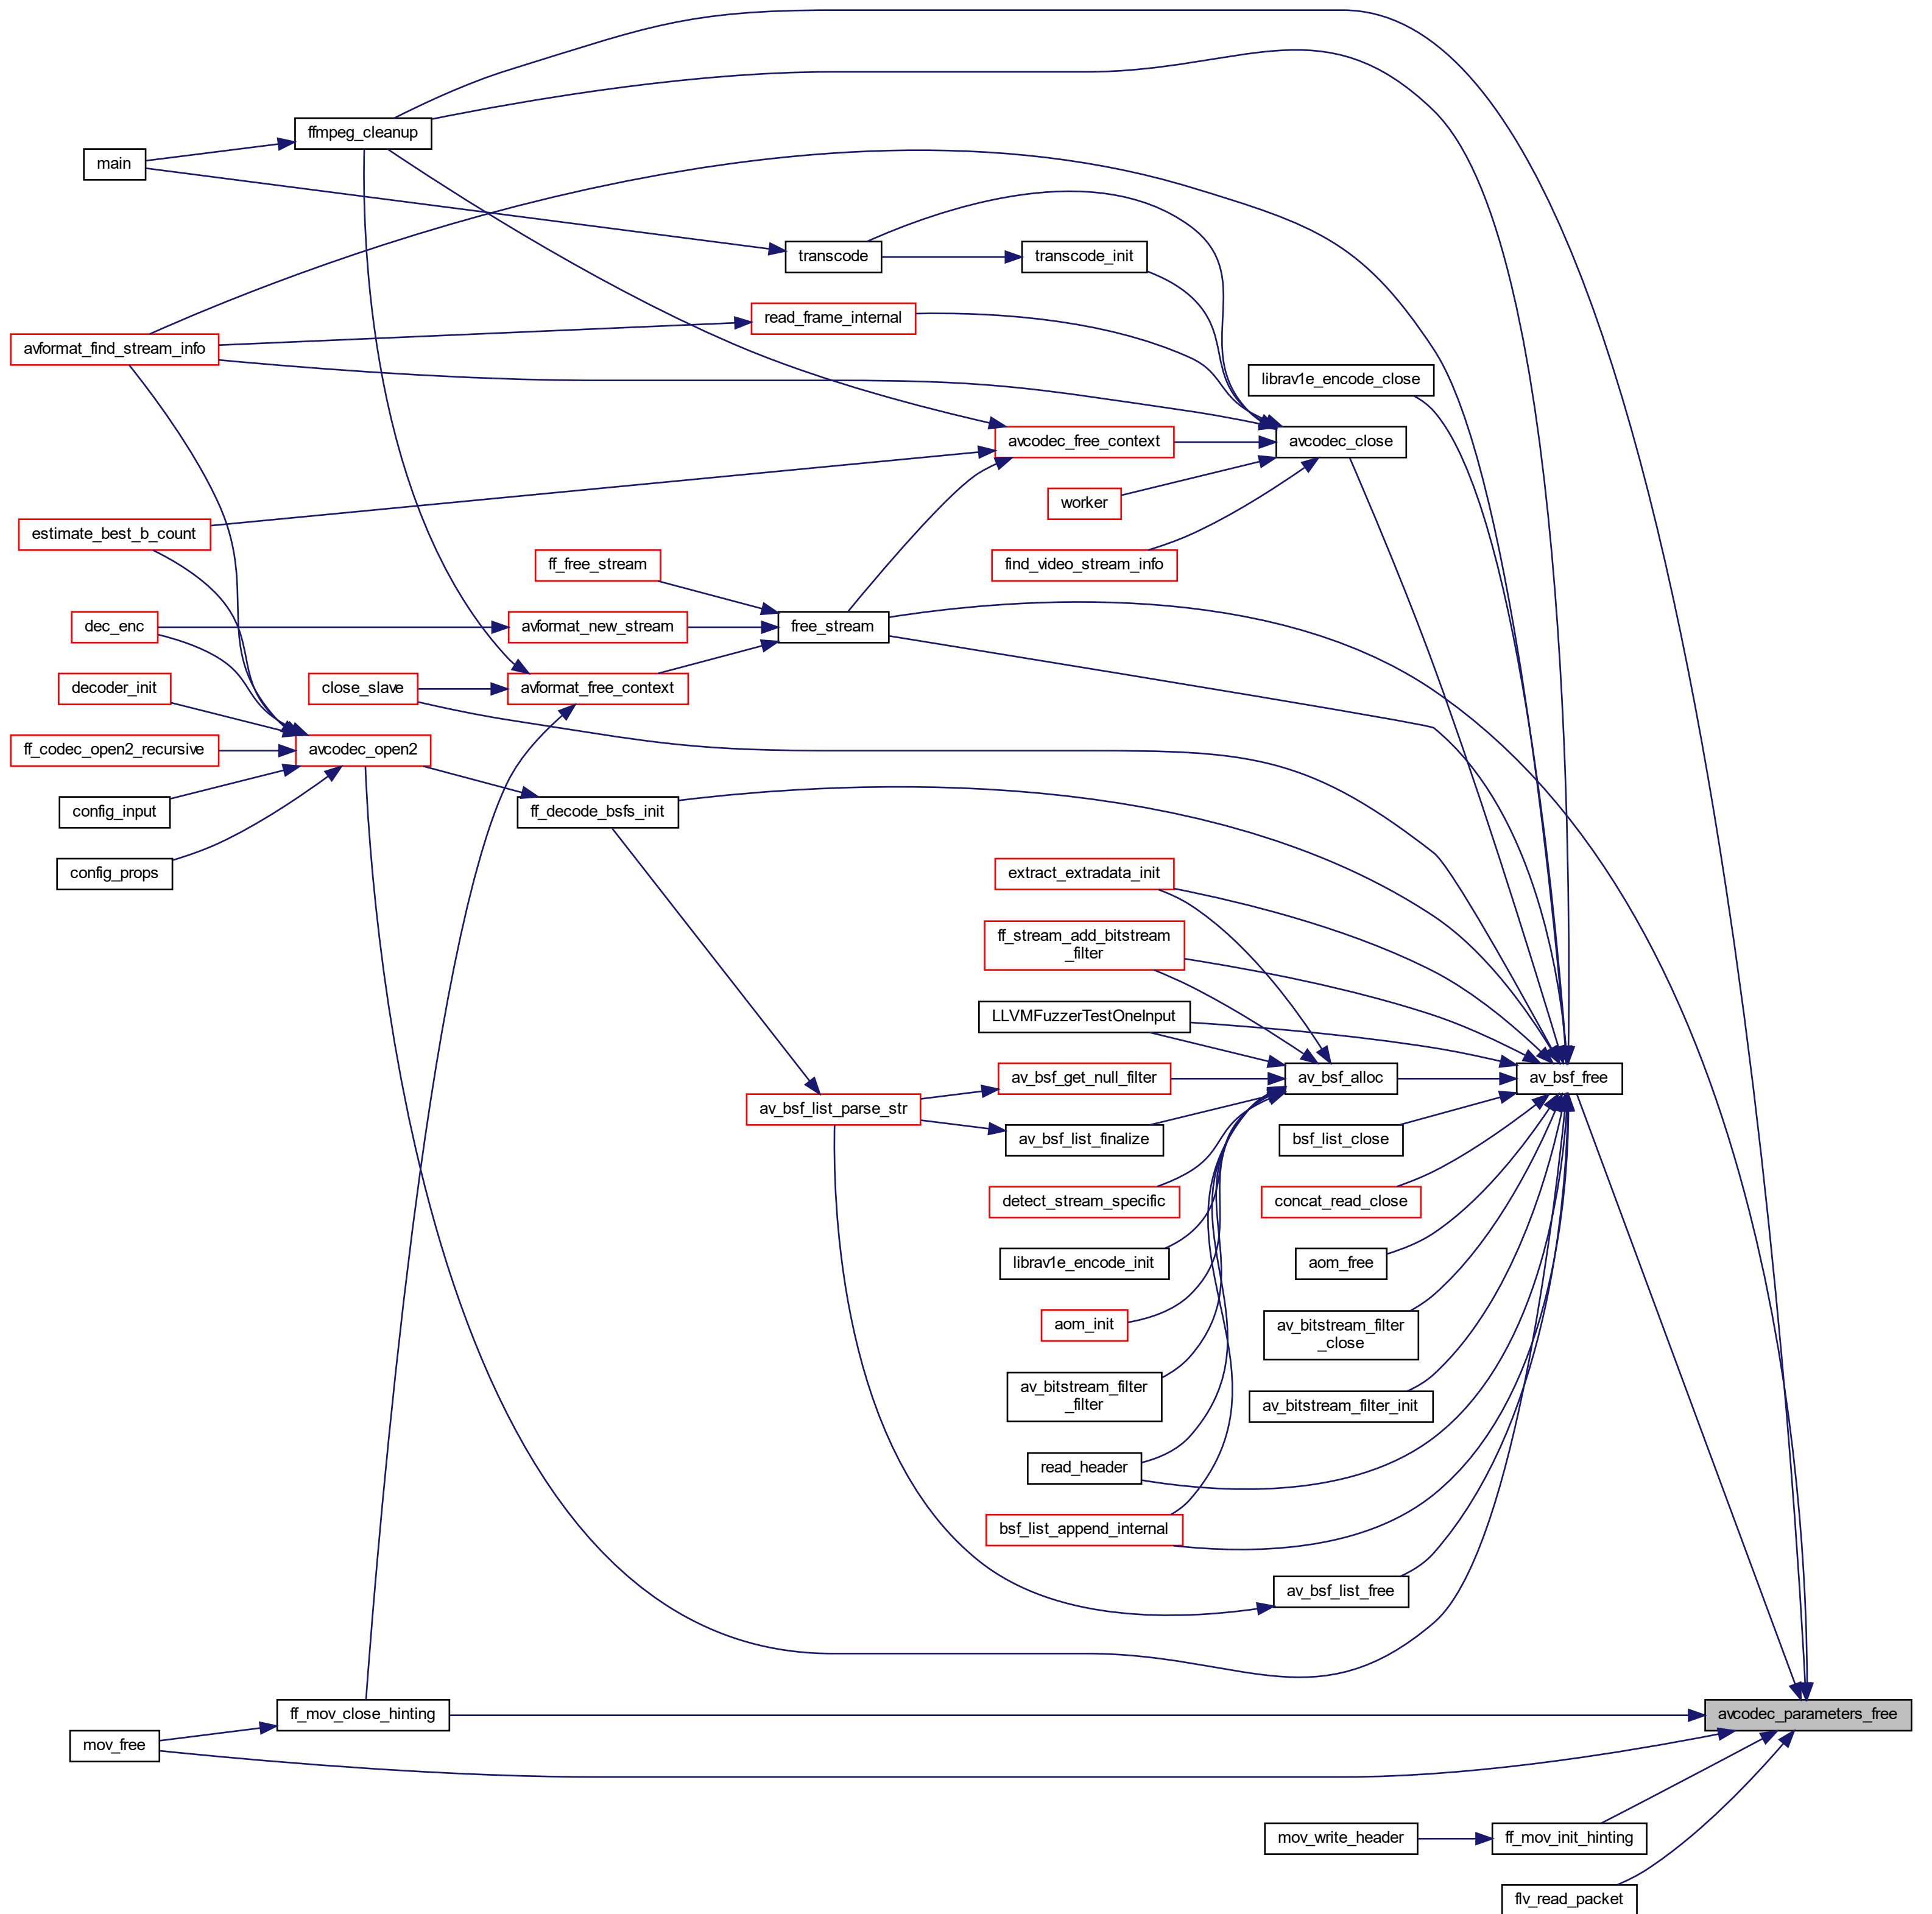 ffmpeg_cleanup
main
transcode
transcode_init
read_frame_internal
avformat_find_stream_info
librav1e_encode_close
avcodec_free_context
avcodec_close
worker
estimate_best_b_count
ff_free_stream
find_video_stream_info
dec_enc
avformat_new_stream
free_stream
decoder_init
close_slave
avformat_free_context
ff_codec_open2_recursive
avcodec_open2
config_input
ff_decode_bsfs_init
config_props
extract_extradata_init
ff_stream_add_bitstream
_filter
LLVMFuzzerTestOneInput
av_bsf_get_null_filter
av_bsf_alloc
av_bsf_free
av_bsf_list_parse_str
av_bsf_list_finalize
bsf_list_close
detect_stream_specific
concat_read_close
librav1e_encode_init
aom_free
aom_init
av_bitstream_filter
_close
av_bitstream_filter
_filter
av_bitstream_filter_init
read_header
bsf_list_append_internal
av_bsf_list_free
ff_mov_close_hinting
avcodec_parameters_free
mov_free
mov_write_header
ff_mov_init_hinting
flv_read_packet